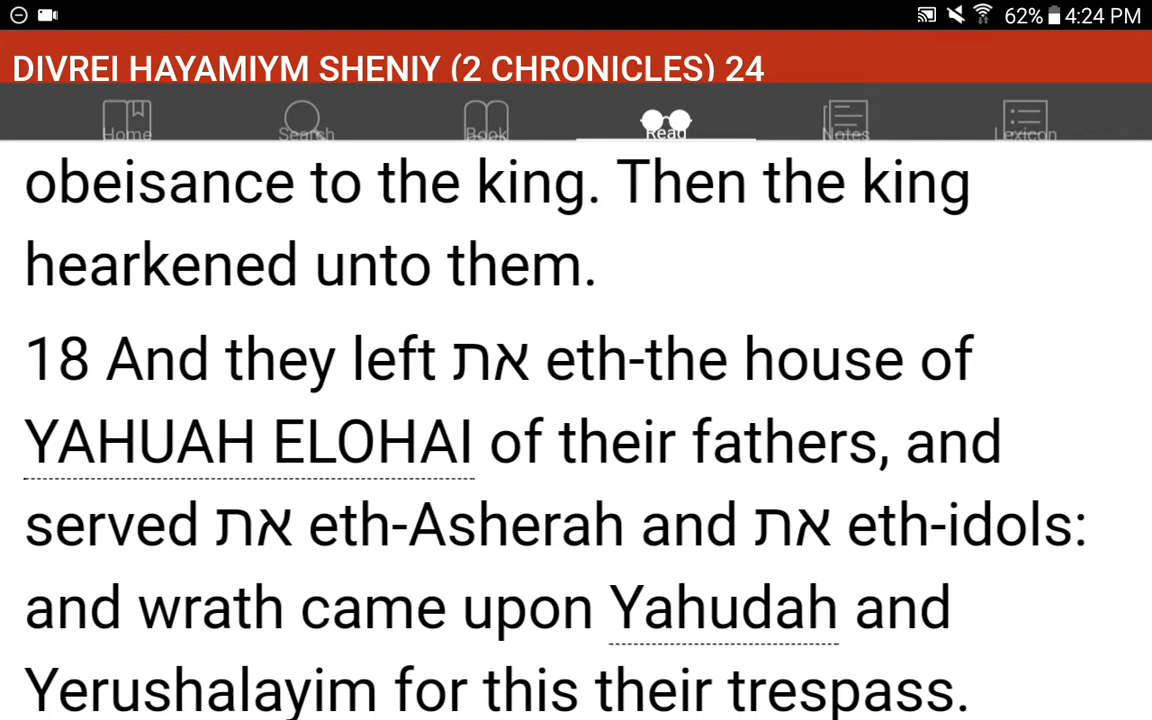 62% 4:24 PM
DIVREI HAYAMIYM SHENIY (2 CHRONICLES) 24
Home Search Book Read Notes Lexicon
obeisance to the king. Then the king
hearkened unto them.
18 And they left את eth-the house of
YAHUAH ELOHAI of their fathers, and
served את eth-Asherah and את eth-idols:
and wrath came upon Yahudah and
Yerushalayim for this their trespass.